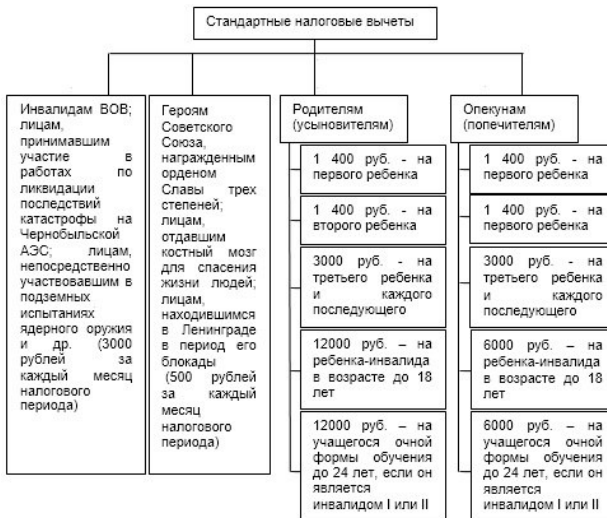 Стандартные налоговые вычеты
Инвалидам ВОВ;
лицам,
принимавшим
участие в
работах по
ликвидации
последствий
катастрофы на
Чернобыльской
АЭС; лицам,
непосредственно
участвовавшим в
подземных
испытаниях
ядерного оружия
и др. (3000
рублей за
каждый месяц
налогового
периода)
Героям
Советского
Союза,
награжденным
орденом
Славы трех
степеней;
лицам,
отдавшим
костный мозг
для спасения
жизни людей;
лицам,
находившимся
в Ленинграде
в период его
блокады
(500 рублей
за каждый
месяц
налогового
периода)
Родителям
(усыновителям)
1 400 руб. - на
первого ребенка
1 400 руб. - на
второго ребенка
3000 руб. - на
третьего ребенка
и каждого
последующего
12000 руб. – на
ребенка-инвалида
в возрасте до 18
лет
12000 руб. – на
учащегося очной
формы обучения
до 24 лет, если он
является
инвалидом I или II
Опекунам
(попечителям)
1 400 руб. - на
первого ребенка
1 400 руб. - на
первого ребенка
3000 руб. - на
третьего ребенка
и каждого
последующего
6000 руб. – на
ребенка-инвалида
в возрасте до 18
лет
6000 руб. – на
учащегося очной
формы обучения
до 24 лет, если он
является
инвалидом I или II